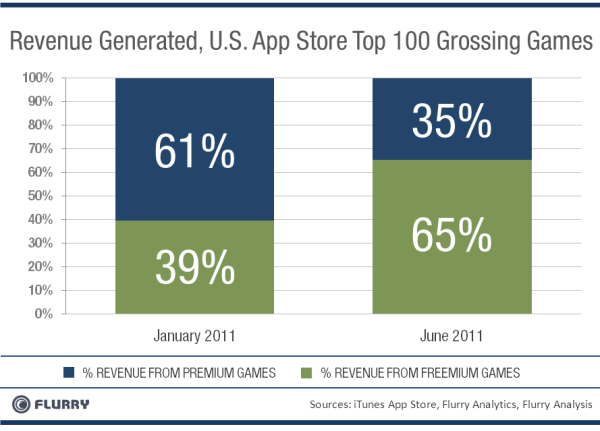 Revenue Generated, U.S. App Store Top 100 Grossing Games
100%
90%
80%
70%
60%
50%
40%
30%
20%
10%
0%
61%
39%
35%
65%
January 2011
June 2011
% REVENUE FROM PREMIUM GAMES
% REVENUE FROM FREEMIUM GAMES
FLURRY
Sources: iTunes App Store, Flurry Analytics, Flurry Analysis